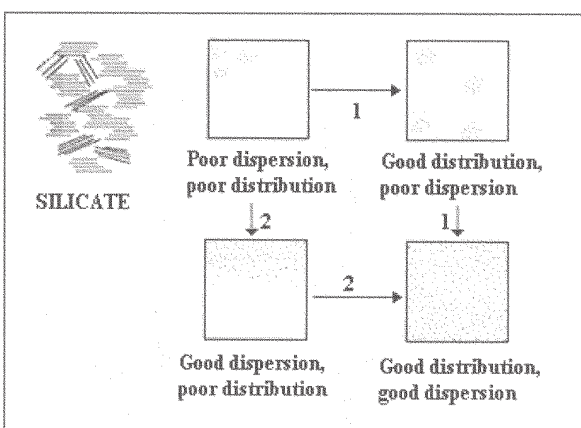 1
Poor dispersion,
poor distribution
Good distribution,
poor dispersion
SILICATE
2
1
2
Good dispersion,
poor distribution
Good distribution,
good dispersion